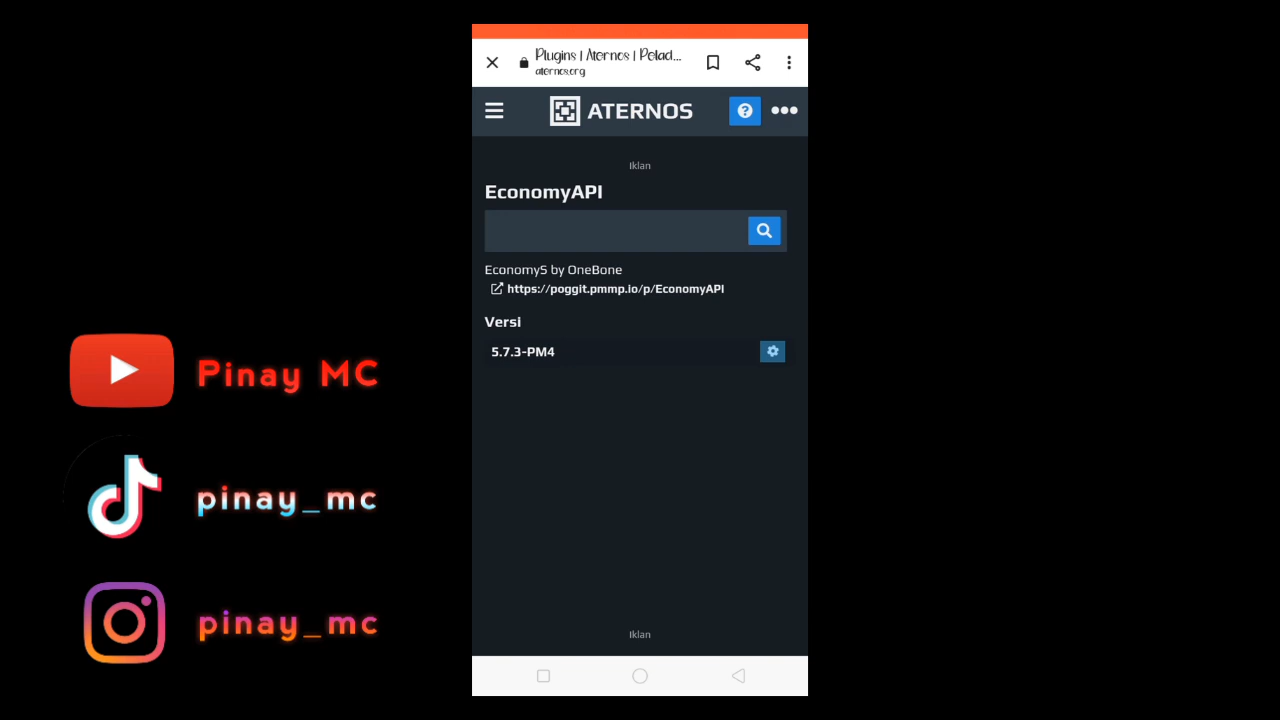 Plugins | Aternos | Pelad...
aternos.org
ATERNOS
Iklan
EconomyAPI
EconomyS by OneBone
https://poggit.pmmp.io/p/EconomyAPI
Versi
5.7.3-PM4
Iklan
Pinay MC
pinay_mc
pinay_mc